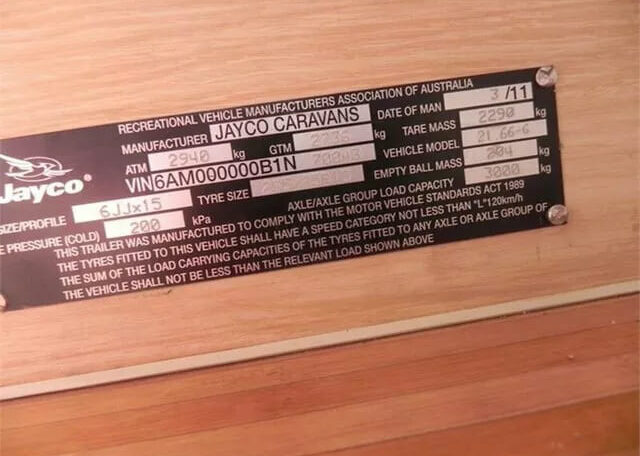 RECREATIONAL VEHICLE MANUFACTURERS ASSOCIATION OF AUSTRALIA
MANUFACTURER JAYCO CARAVANS DATE OF MAN 3 /11
ATM 2940 kg GTM kg TARE MASS 2290 kg
VIN 6AM090000B1N VEHICLE MODEL 21.66-6
Jayco
SIZE/PROFILE 6JJx15 TYRE SIZE EMPTY BALL MASS 204 kg
E PRESSURE (COLD) 200 kPa AXLE/AXLE GROUP LOAD CAPACITY 3000 kg
THIS TRAILER WAS MANUFACTURED TO COMPLY WITH THE MOTOR VEHICLE STANDARDS ACT 1989
THE TYRES FITTED TO THIS VEHICLE SHALL HAVE A SPEED CATEGORY NOT LESS THAN "L"120km/h
THE SUM OF THE LOAD CARRYING CAPACITIES OF THE TYRES FITTED TO ANY AXLE OR AXLE GROUP OF
THE VEHICLE SHALL NOT BE LESS THAN THE RELEVANT LOAD SHOWN ABOVE